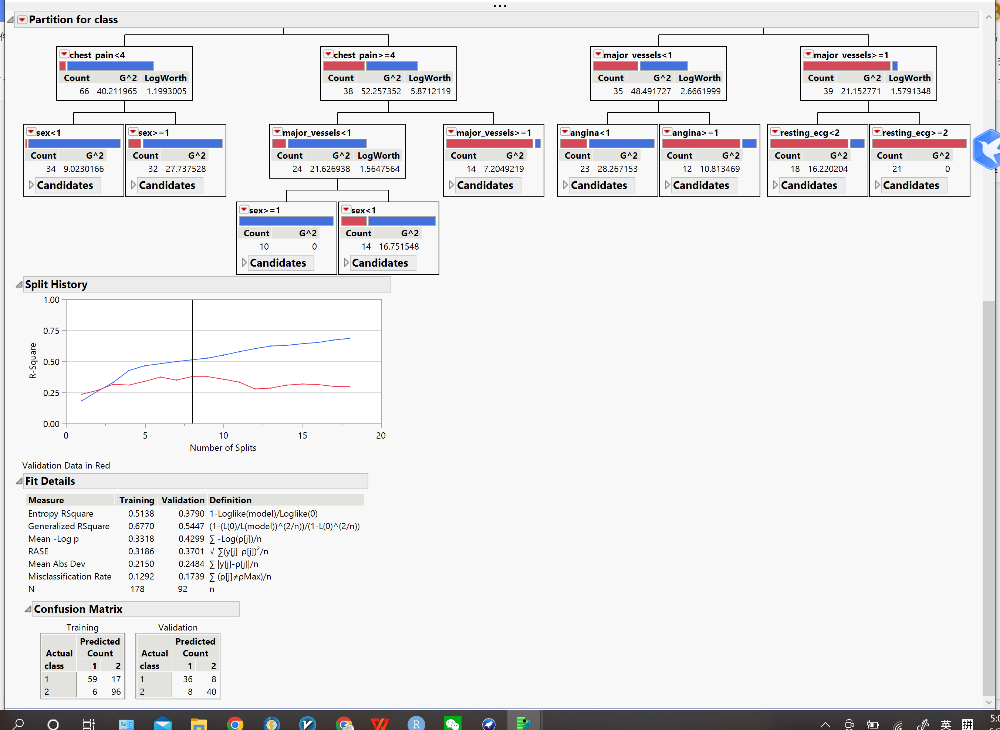 Partition for class
chest_pain<4
Count G^2 LogWorth
66 40.211965 1.1993005
chest_pain>=4
Count G^2 LogWorth
38 52.257352 5.8712119
major_vessels<1
Count G^2 LogWorth
35 48.491727 2.6661999
major_vessels>=1
Count G^2 LogWorth
39 21.152771 1.5791348
sex<1
Count G^2
34 9.0230166
Candidates
sex>=1
Count G^2
32 27.737528
Candidates
major_vessels<1
Count G^2 LogWorth
24 21.626938 1.5647564
major_vessels>=1
Count G^2
14 7.2049219
Candidates
angina<1
Count G^2
23 28.267153
Candidates
angina>=1
Count G^2
12 10.813469
Candidates
resting_ecg<2
Count G^2
18 16.220204
Candidates
resting_ecg>=2
Count G^2
21 0
Candidates
sex>=1
Count G^2
10 0
Candidates
sex<1
Count G^2
14 16.751548
Candidates
Split History
1.00
0.75
0.50
0.25
0.00
R-Square
0 5 10 15 20
Number of Splits
Validation Data in Red
Fit Details
Measure Training Validation Definition
Entropy RSquare 0.5138 0.3790 1-Loglike(model)/Loglike(0)
Generalized RSquare 0.6770 0.5447 (1-(L(0)/L(model))^(2/n))/(1-L(0)^(2/n))
Mean -Log p 0.3318 0.4299 ∑ -Log(ρ[j])/n
RASE 0.3186 0.3701 √ ∑(y[j]-ρ[j])²/n
Mean Abs Dev 0.2150 0.2484 ∑ |y[j]-ρ[j]|/n
Misclassification Rate 0.1292 0.1739 ∑ (ρ[j]≠ρMax)/n
N 178 92 n
Confusion Matrix
Training
Actual Predicted Count
class 1 2
1 59 17
2 6 96
Validation
Actual Predicted Count
class 1 2
1 36 8
2 8 40
R
英 拼